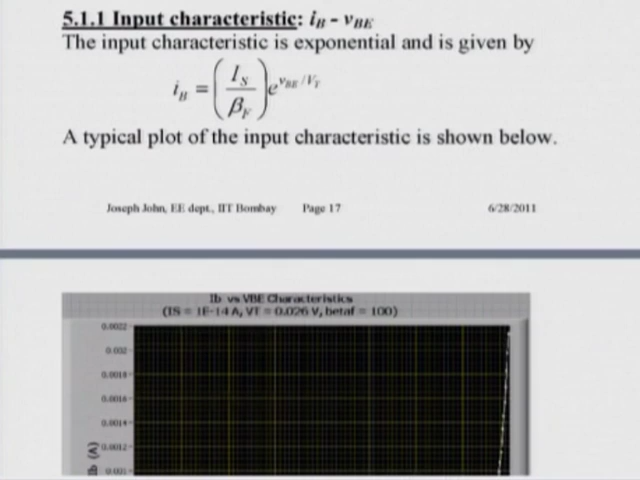 5.1.1 Input characteristic: iB - vBE
The input characteristic is exponential and is given by
iB = (IS / βF) e^(vBE / VT)
A typical plot of the input characteristic is shown below.
Joseph John, EE dept., IIT Bombay Page 17 6/28/2011
Ib vs VBE Characteristics
(IS = 1E-14 A, VT = 0.026 V, betaf = 100)
0.0022
0.002
0.0018
0.0016
0.0014
0.0012
0.001
Ib (A)